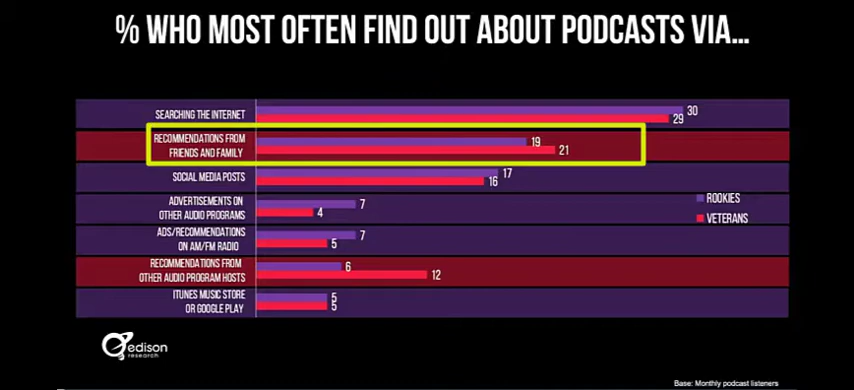 % WHO MOST OFTEN FIND OUT ABOUT PODCASTS VIA...
SEARCHING THE INTERNET
30
29
RECOMMENDATIONS FROM
FRIENDS AND FAMILY
19
21
SOCIAL MEDIA POSTS
17
16
ADVERTISEMENTS ON
OTHER AUDIO PROGRAMS
7
4
ADS/RECOMMENDATIONS
ON AM/FM RADIO
7
5
RECOMMENDATIONS FROM
OTHER AUDIO PROGRAM HOSTS
6
12
ITUNES MUSIC STORE
OR GOOGLE PLAY
5
5
ROOKIES
VETERANS
edison
research
Base: Monthly podcast listeners